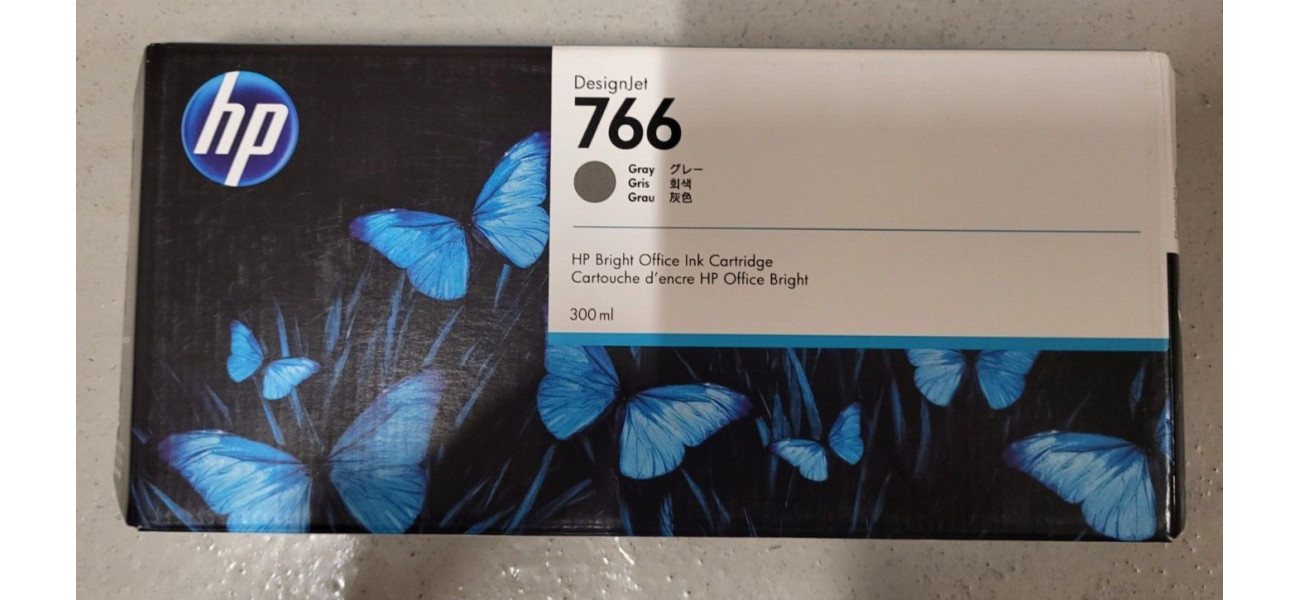 hp
DesignJet
766
Gray グレー
Gris 회색
Grau 灰色
HP Bright Office Ink Cartridge
Cartouche d'encre HP Office Bright
300 ml